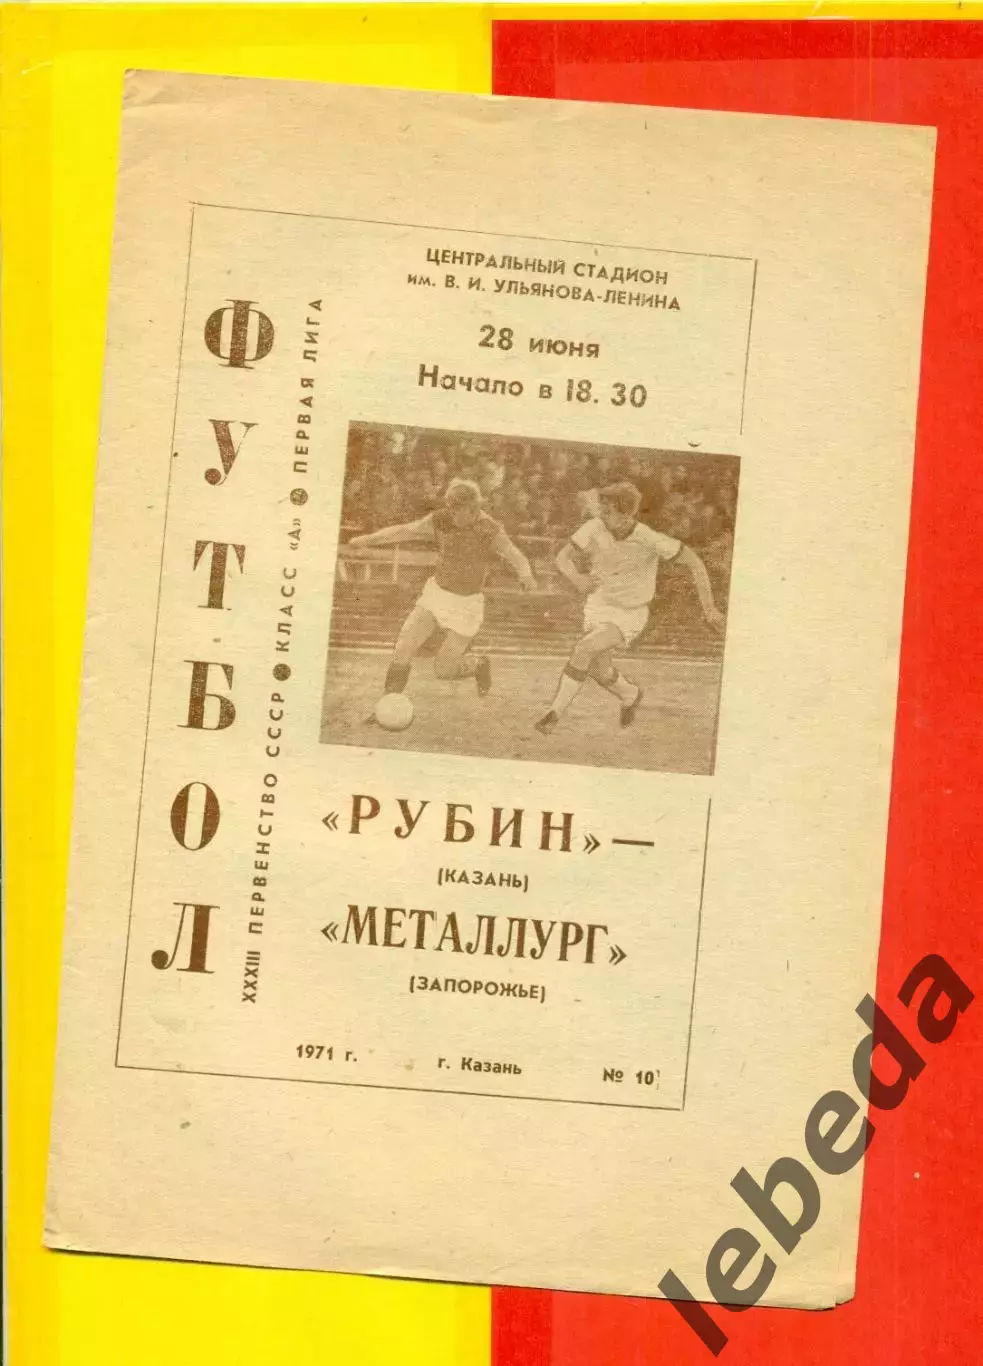 ЦЕНТРАЛЬНЫЙ СТАДИОН
им. В. И. УЛЬЯНОВА-ЛЕНИНА
28 июня
Начало в 18. 30
ФУТБОЛ
XXXIII ПЕРВЕНСТВО СССР ● КЛАСС «А» ● ПЕРВАЯ ЛИГА
«РУБИН» —
(КАЗАНЬ)
«МЕТАЛЛУРГ»
(ЗАПОРОЖЬЕ)
1971 г. г. Казань № 10
lebeda